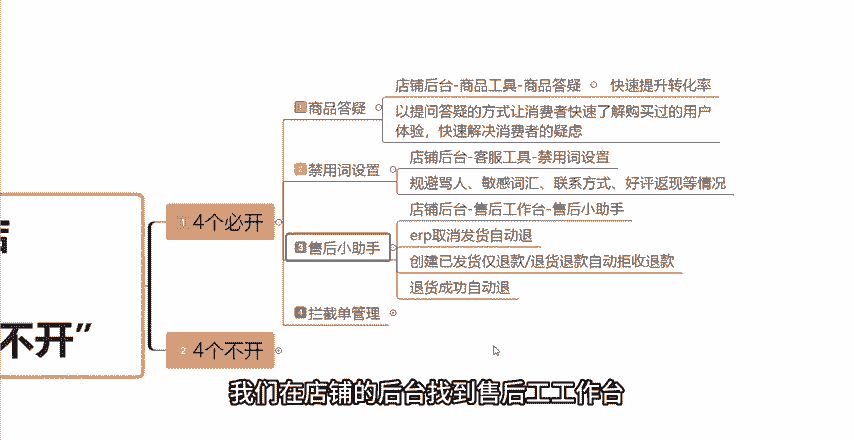 店铺后台-商品工具-商品答疑
快速提升转化率
1 商品答疑
以提问答疑的方式让消费者快速了解购买过的用户
体验，快速解决消费者的疑虑
店铺后台-客服工具-禁用词设置
2 禁用词设置
规避骂人、敏感词汇、联系方式、好评返现等情况
店铺后台-售后工作台-售后小助手
1 4个必开
erp取消发货自动退
3 售后小助手
创建已发货仅退款/退货退款自动拒收退款
退货成功自动退
4 拦截单管理
不开”
2 4个不开
我们在店铺的后台找到售后工工作台